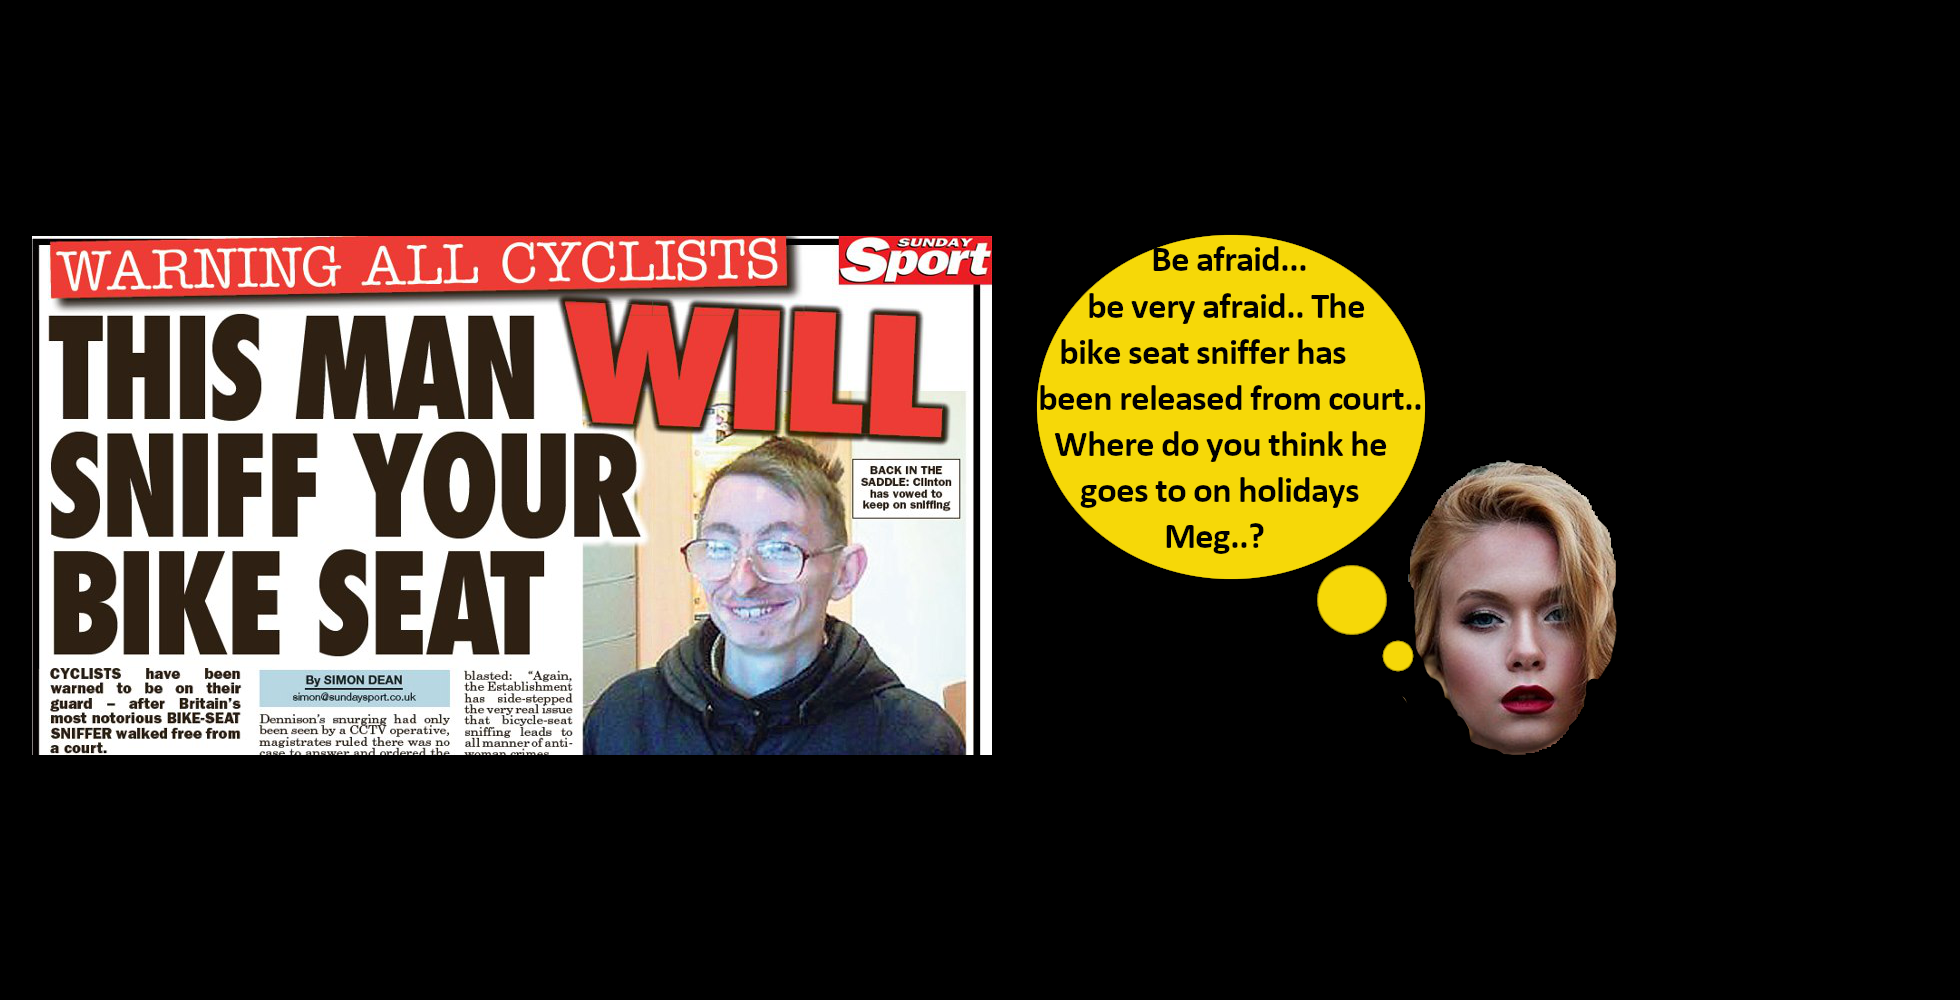 WARNING ALL CYCLISTS
SUNDAY
Sport
THIS MAN WILL
SNIFF YOUR
BIKE SEAT
BACK IN THE
SADDLE: Clinton
has vowed to
keep on sniffing
CYCLISTS have been
warned to be on their
guard – after Britain's
most notorious BIKE-SEAT
SNIFFER walked free from
a court.
By SIMON DEAN
simon@sundaysport.co.uk
Dennison's snurging had only
been seen by a CCTV operative,
magistrates ruled there was no
case to answer and ordered the
blasted: “Again,
the Establishment
has side-stepped
the very real issue
that bicycle-seat
sniffing leads to
all manner of anti-
woman crimes
Be afraid...
be very afraid.. The
bike seat sniffer has
been released from court..
Where do you think he
goes to on holidays
Meg..?